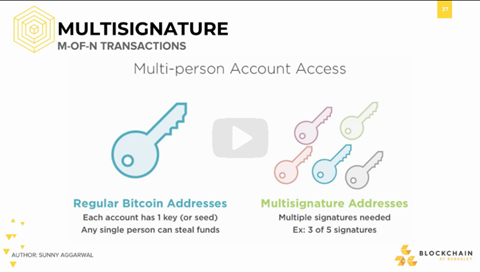 27
MULTISIGNATURE
M-OF-N TRANSACTIONS
Multi-person Account Access
Regular Bitcoin Addresses
Each account has 1 key (or seed)
Any single person can steal funds
Multisignature Addresses
Multiple signatures needed
Ex: 3 of 5 signatures
AUTHOR: SUNNY AGGARWAL
BLOCKCHAIN
AT BERKELEY